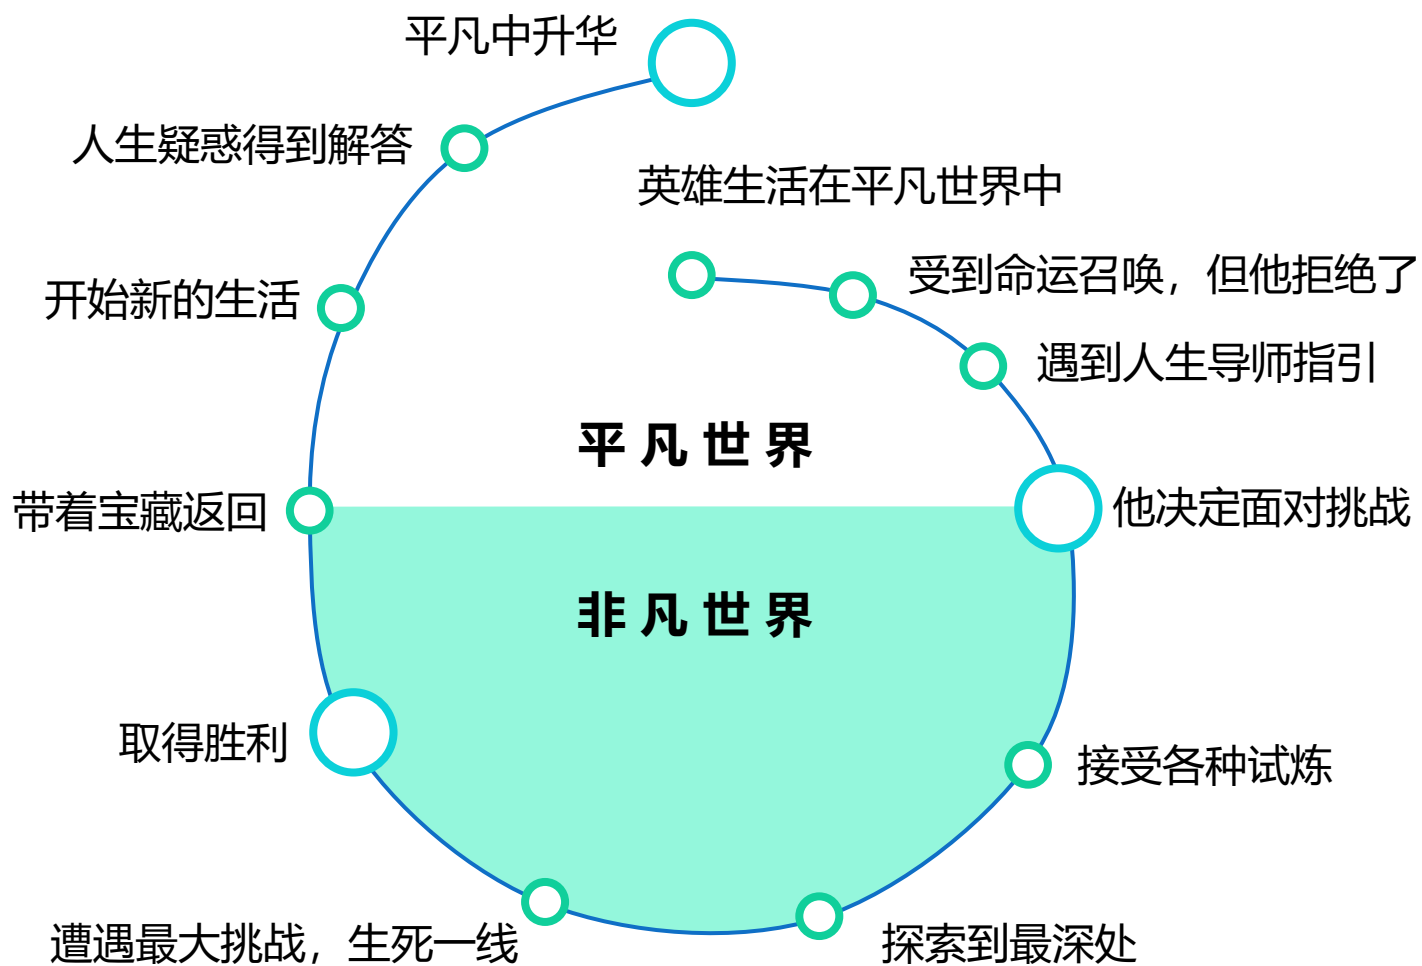 平凡中升华
人生疑惑得到解答
英雄生活在平凡世界中
受到命运召唤，但他拒绝了
开始新的生活
遇到人生导师指引
平凡世界
带着宝藏返回
他决定面对挑战
非凡世界
取得胜利
接受各种试炼
遭遇最大挑战，生死一线
探索到最深处